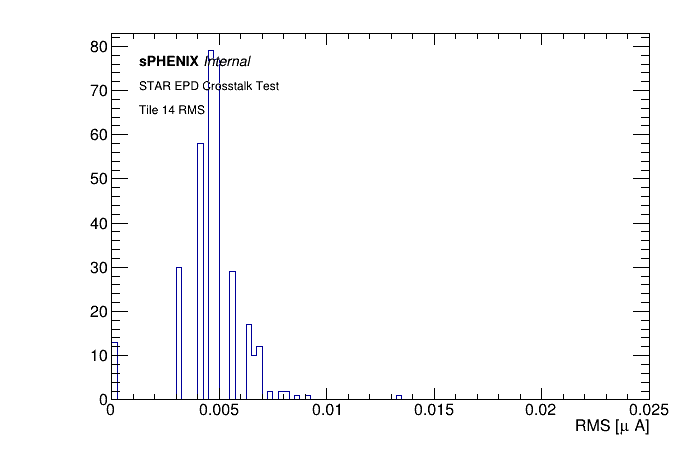 80
sPHENIX Internal
STAR EPD Crosstalk Test
70
Tile 14 RMS
60
50
40
30
20
10
0
0 0.005 0.01 0.015 0.02 0.025
RMS [μ A]